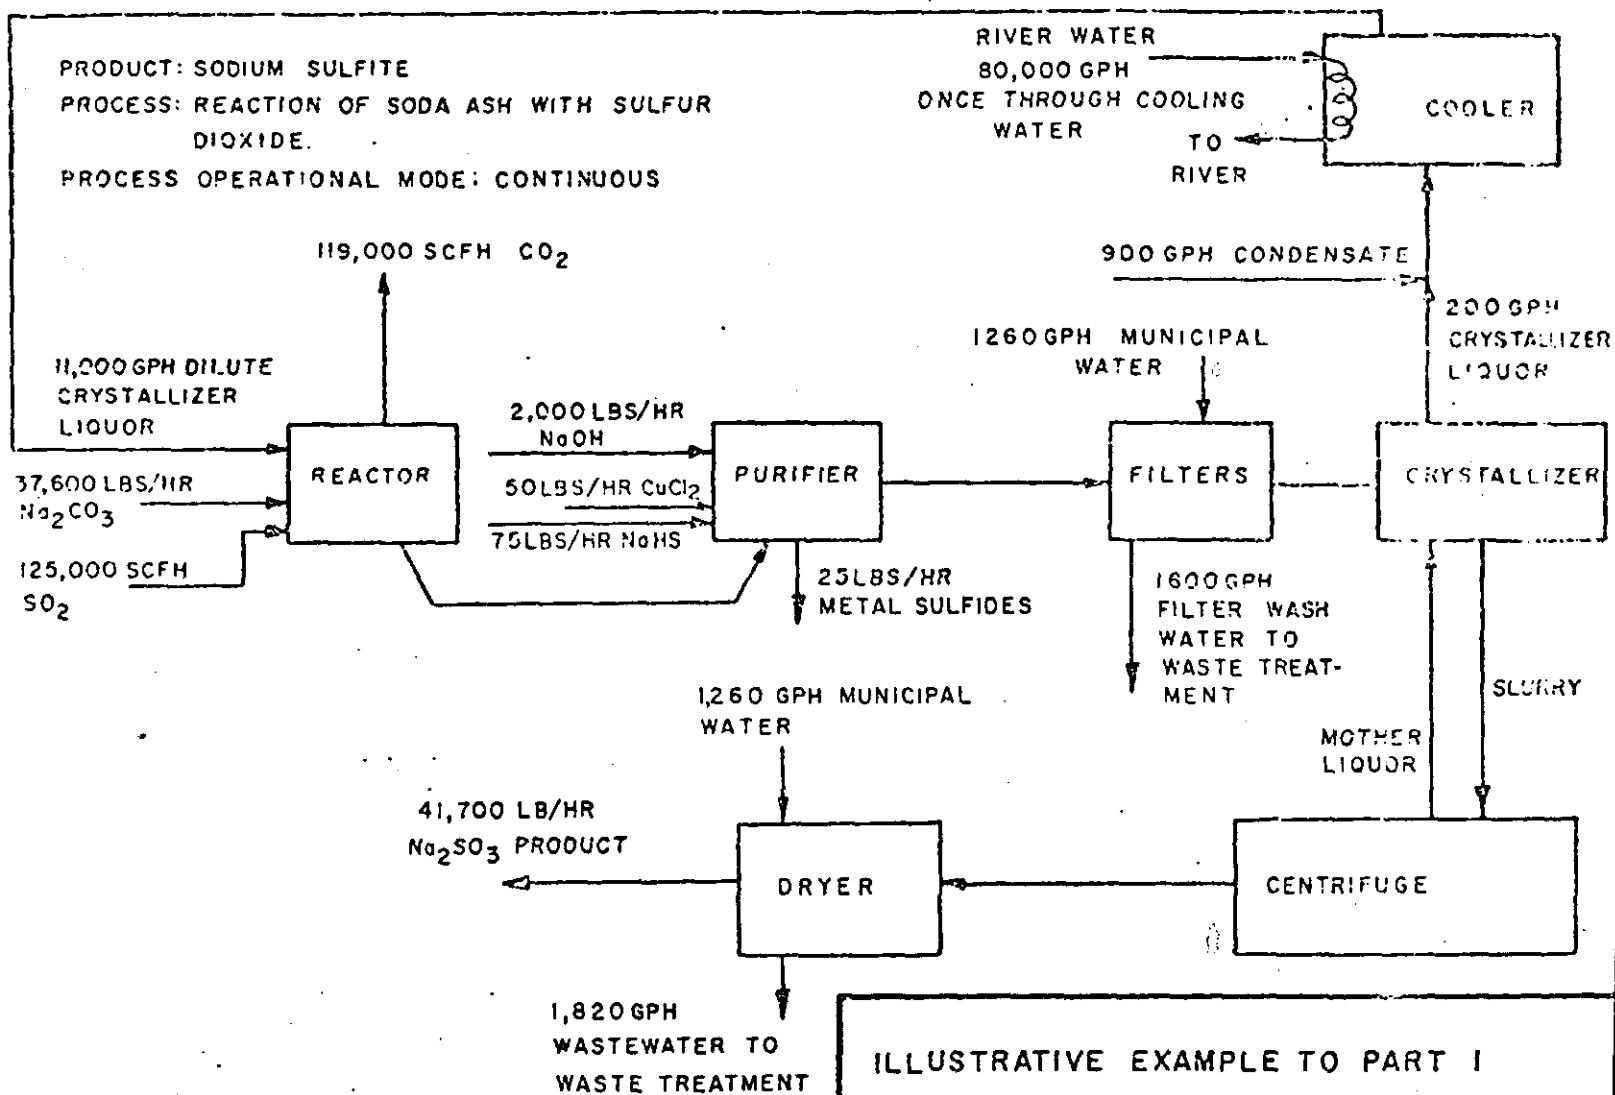 PRODUCT: SODIUM SULFITE
PROCESS: REACTION OF SODA ASH WITH SULFUR
DIOXIDE.
PROCESS OPERATIONAL MODE: CONTINUOUS
RIVER WATER
80,000 GPH
ONCE THROUGH COOLING
WATER
TO
RIVER
COOLER
119,000 SCFH CO2
900 GPH CONDENSATE
200 GPH
CRYSTALLIZER
LIQUOR
1260 GPH MUNICIPAL
WATER
11,000 GPH DILUTE
CRYSTALLIZER
LIQUOR
37,600 LBS/HR
Na2CO3
125,000 SCFH
SO2
REACTOR
2,000 LBS/HR
NaOH
50 LBS/HR CuCl2
75 LBS/HR NaHS
PURIFIER
FILTERS
CRYSTALLIZER
25 LBS/HR
METAL SULFIDES
1600 GPH
FILTER WASH
WATER TO
WASTE TREAT-
MENT
SLURRY
MOTHER
LIQUOR
1,260 GPH MUNICIPAL
WATER
41,700 LB/HR
Na2SO3 PRODUCT
DRYER
CENTRIFUGE
1,820 GPH
WASTEWATER TO
WASTE TREATMENT
ILLUSTRATIVE EXAMPLE TO PART I